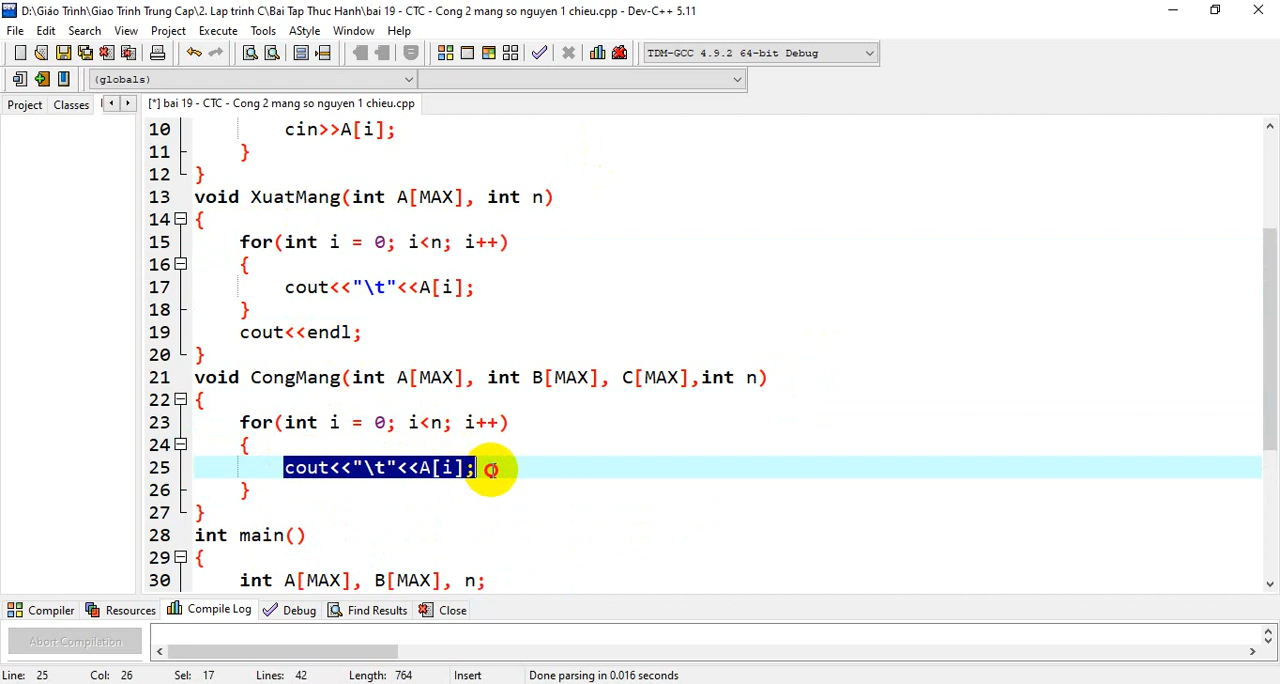 D:\Giáo Trình\Giao Trinh Trung Cap\2. Lap trinh C\Bai Tap Thuc Hanh\bai 19 - CTC - Cong 2 mang so nguyen 1 chieu.cpp - Dev-C++ 5.11
File Edit Search View Project Execute Tools AStyle Window Help
TDM-GCC 4.9.2 64-bit Debug
(globals)
Project Classes [*] bai 19 - CTC - Cong 2 mang so nguyen 1 chieu.cpp
10 cin>>A[i];
11 }
12 }
13 void XuatMang(int A[MAX], int n)
14 {
15 for(int i = 0; i<n; i++)
16 {
17 cout<<"\t"<<A[i];
18 }
19 cout<<endl;
20 }
21 void CongMang(int A[MAX], int B[MAX], C[MAX],int n)
22 {
23 for(int i = 0; i<n; i++)
24 {
25 cout<<"\t"<<A[i];
26 }
27 }
28 int main()
29 {
30 int A[MAX], B[MAX], n;
Compiler Resources Compile Log Debug Find Results Close
Abort Compilation
Line: 25 Col: 26 Sel: 17 Lines: 42 Length: 764 Insert Done parsing in 0.016 seconds